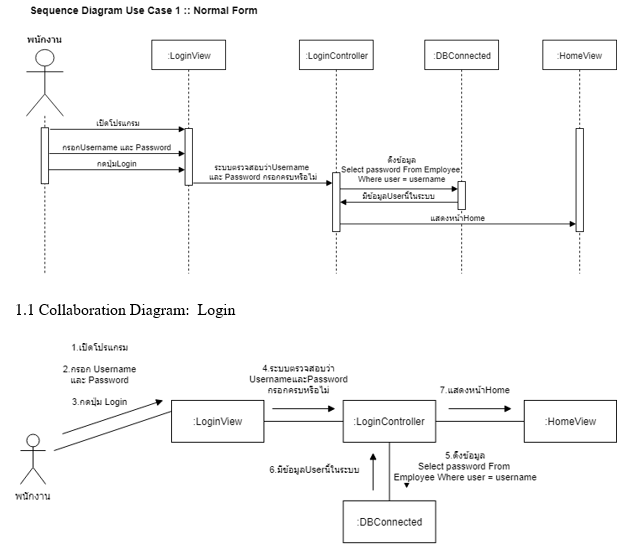 Sequence Diagram Use Case 1 :: Normal Form
พนักงาน
:LoginView
:LoginController
:DBConnected
:HomeView
เปิดโปรแกรม
กรอกUsername และ Password
กดปุ่มLogin
ระบบตรวจสอบว่าUsername
และ Password กรอกครบหรือไม่
ดึงข้อมูล
Select password From Employee
Where user = username
มีข้อมูลUserนี้ในระบบ
แสดงหน้าHome
1.1 Collaboration Diagram: Login
1.เปิดโปรแกรม
2.กรอก Username
และ Password
3.กดปุ่ม Login
4.ระบบตรวจสอบว่า
UsernameและPassword
กรอกครบหรือไม่
7.แสดงหน้าHome
:LoginView
:LoginController
:HomeView
พนักงาน
6.มีข้อมูลUserนี้ในระบบ
5.ดึงข้อมูล
Select password From
Employee Where user = username
:DBConnected